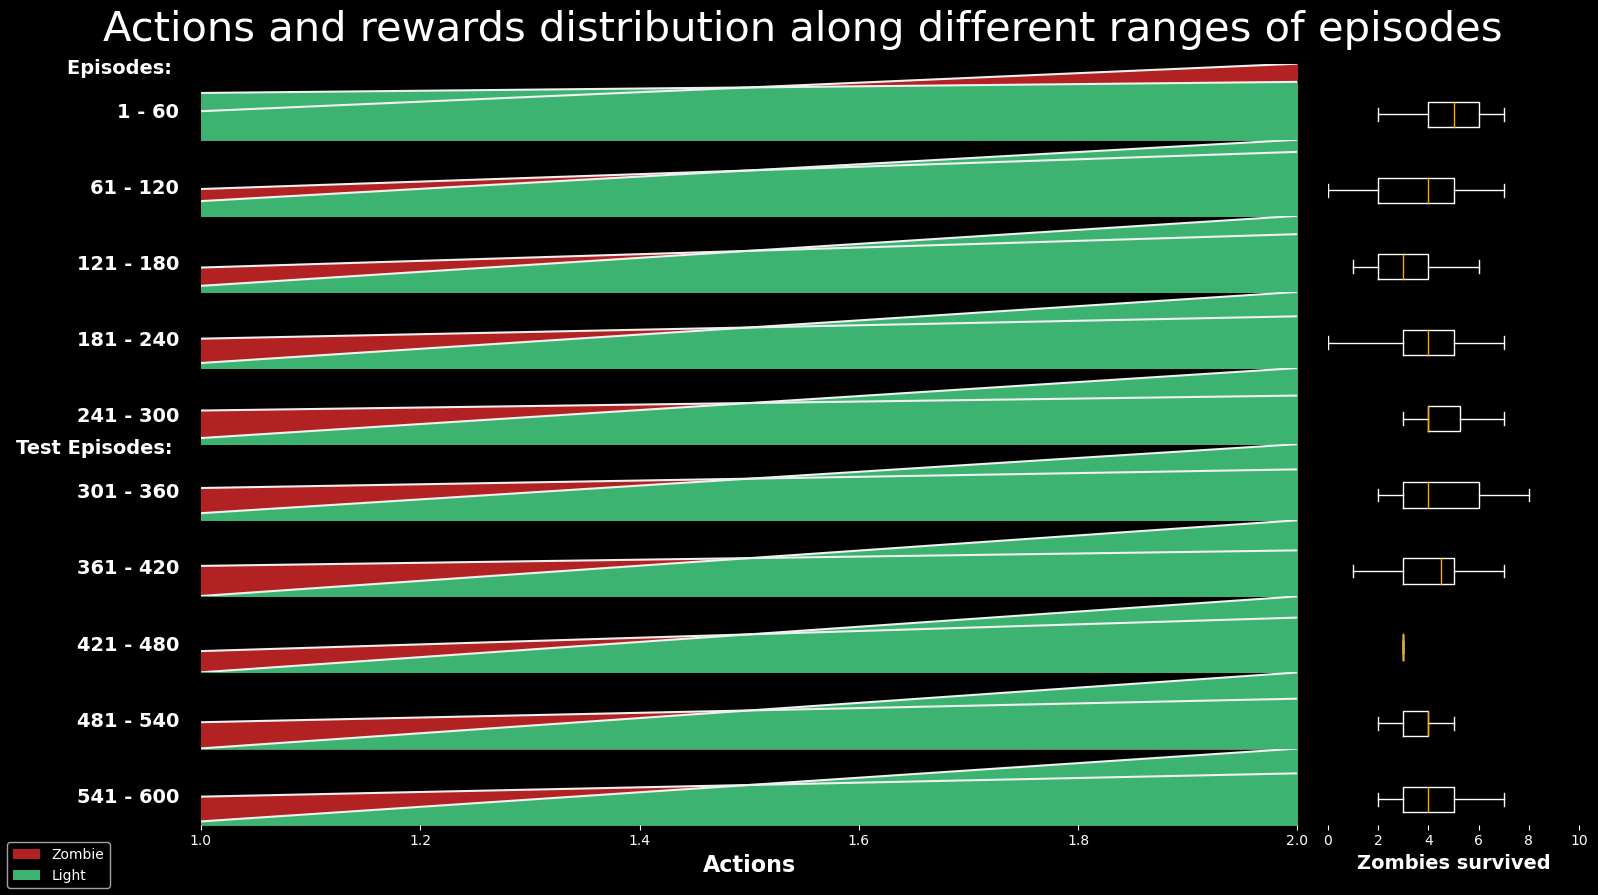 Actions and rewards distribution along different ranges of episodes
Episodes:
1 - 60
61 - 120
121 - 180
181 - 240
241 - 300
Test Episodes:
301 - 360
361 - 420
421 - 480
481 - 540
541 - 600
1.0 1.2 1.4 1.6 1.8 2.0 0 2 4 6 8 10
Actions Zombies survived
Zombie
Light